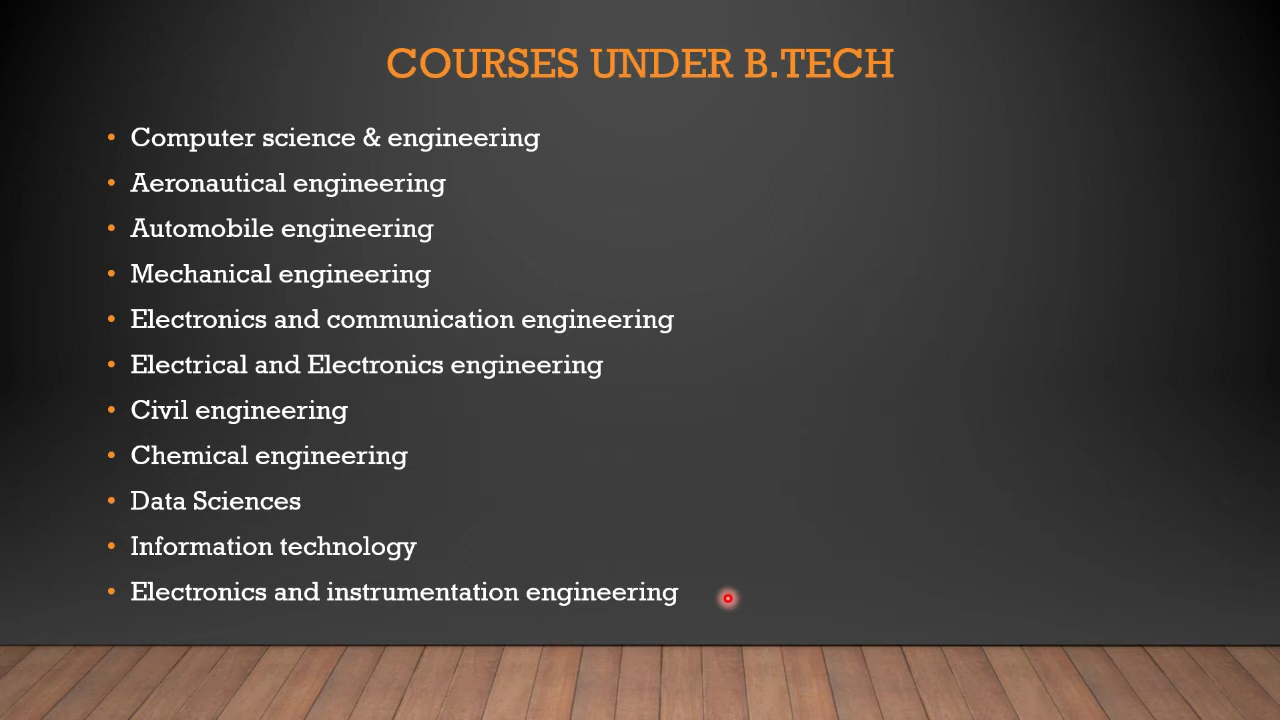 COURSES UNDER B.TECH
• Computer science & engineering
• Aeronautical engineering
• Automobile engineering
• Mechanical engineering
• Electronics and communication engineering
• Electrical and Electronics engineering
• Civil engineering
• Chemical engineering
• Data Sciences
• Information technology
• Electronics and instrumentation engineering